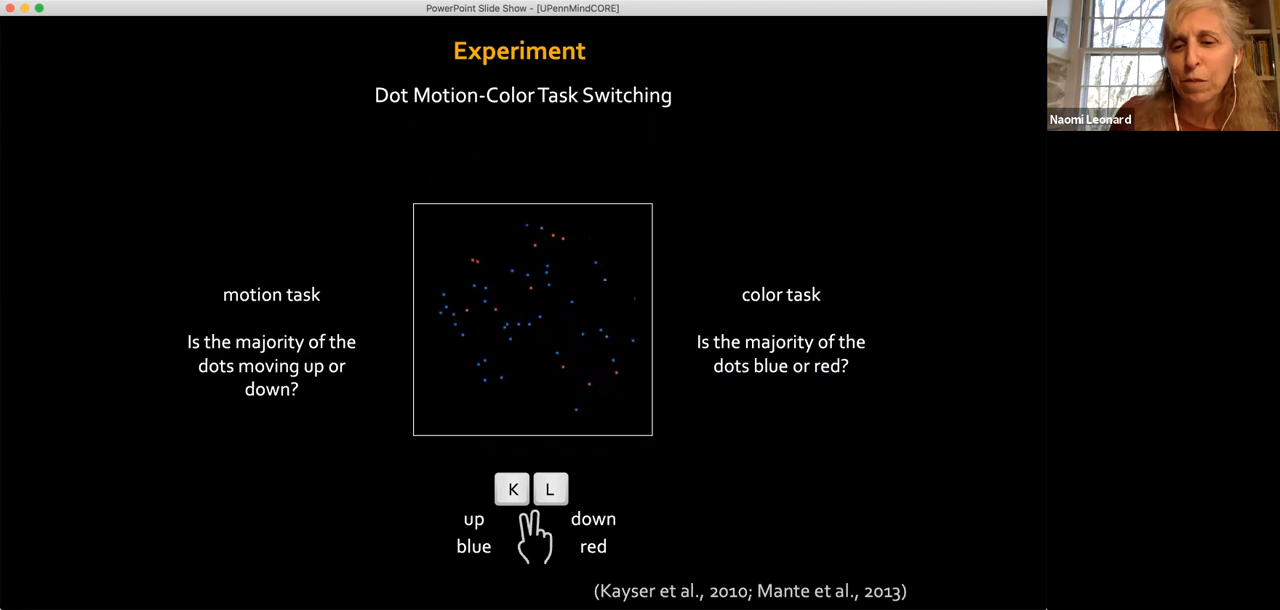 PowerPoint Slide Show - [UPennMindCORE]
Experiment
Dot Motion-Color Task Switching
Naomi Leonard
motion task
Is the majority of the
dots moving up or
down?
color task
Is the majority of the
dots blue or red?
K L
up down
blue red
(Kayser et al., 2010; Mante et al., 2013)